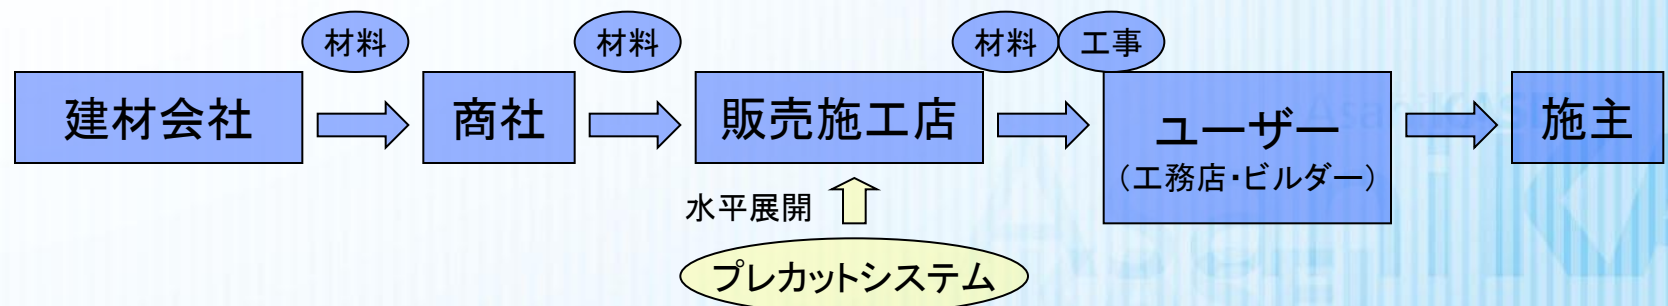 材料
材料
材料
工事
建材会社
商社
販売施工店
ユーザー
（工務店・ビルダー）
施主
水平展開
プレカットシステム